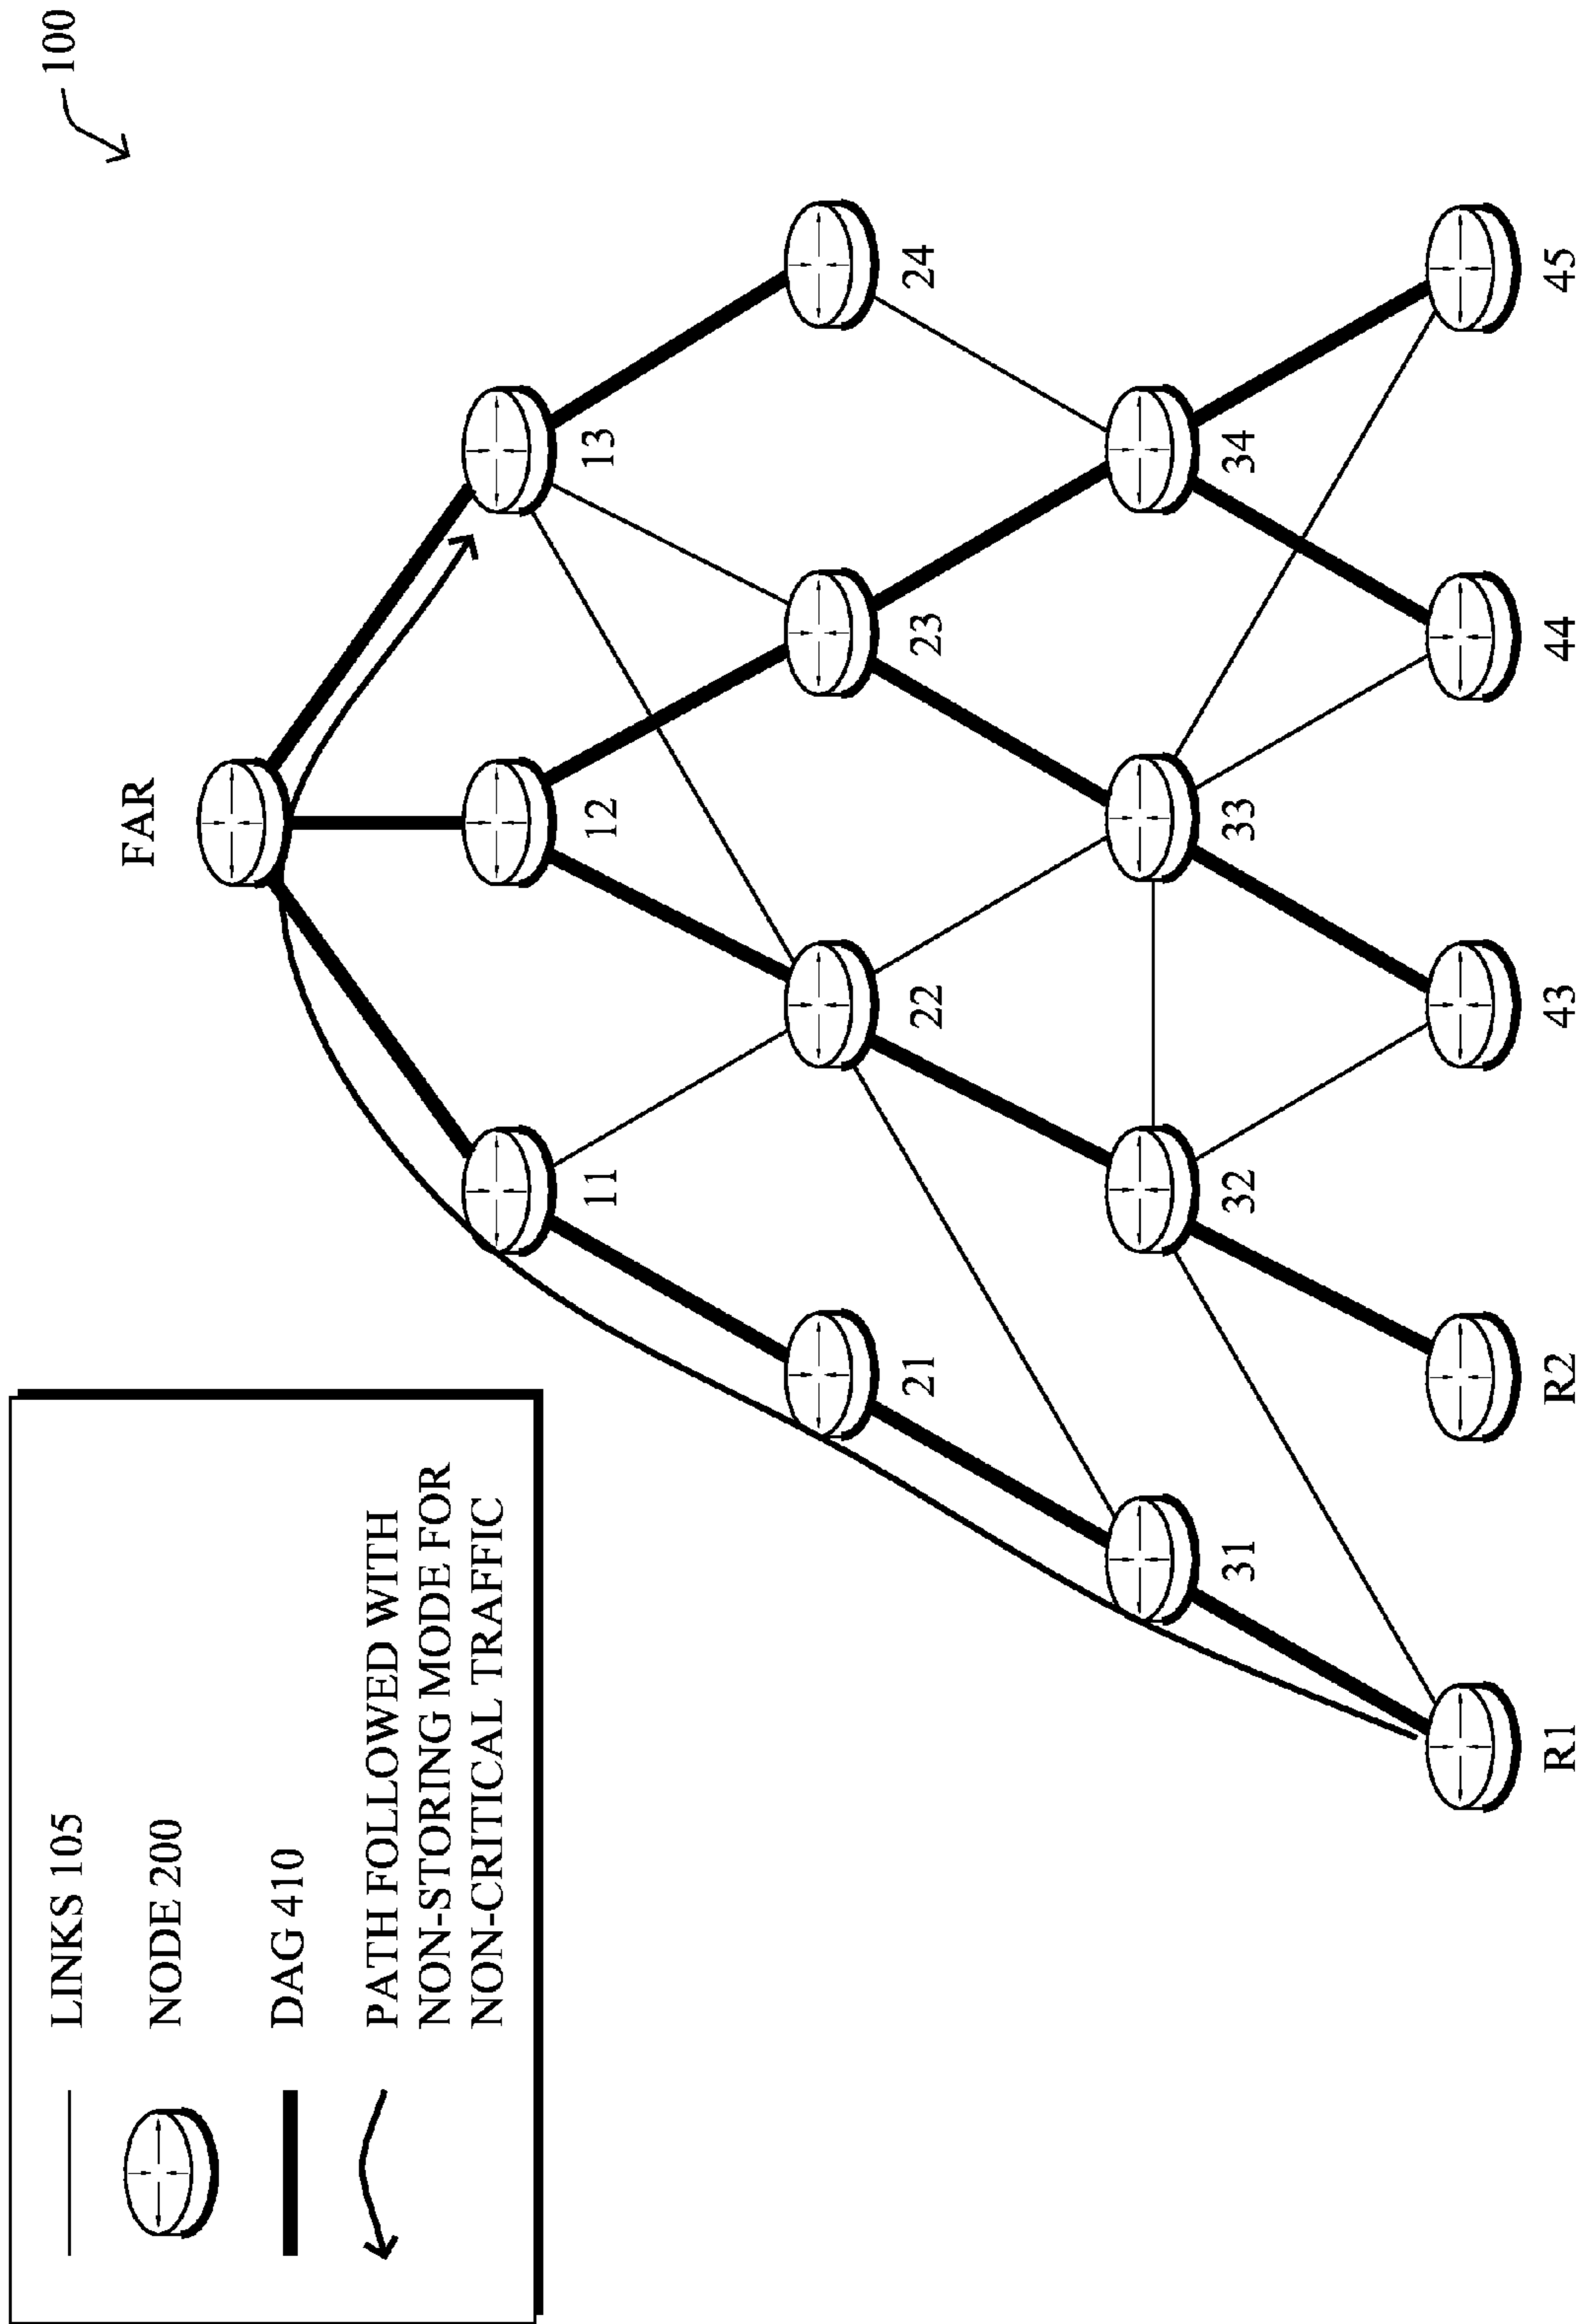 100
LINKS 105
NODE 200
DAG 410
PATH FOLLOWED WITH
NON-STORING MODE FOR
NON-CRITICAL TRAFFIC
FAR
11
12
13
21
22
23
24
31
32
33
34
R1
R2
43
44
45